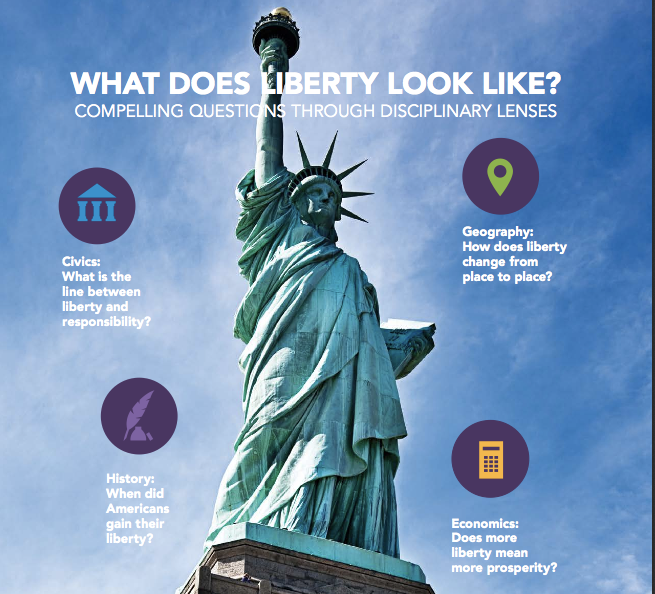 WHAT DOES LIBERTY LOOK LIKE?
COMPELLING QUESTIONS THROUGH DISCIPLINARY LENSES
Civics:
What is the
line between
liberty and
responsibility?
Geography:
How does liberty
change from
place to place?
History:
When did
Americans
gain their
liberty?
Economics:
Does more
liberty mean
more prosperity?